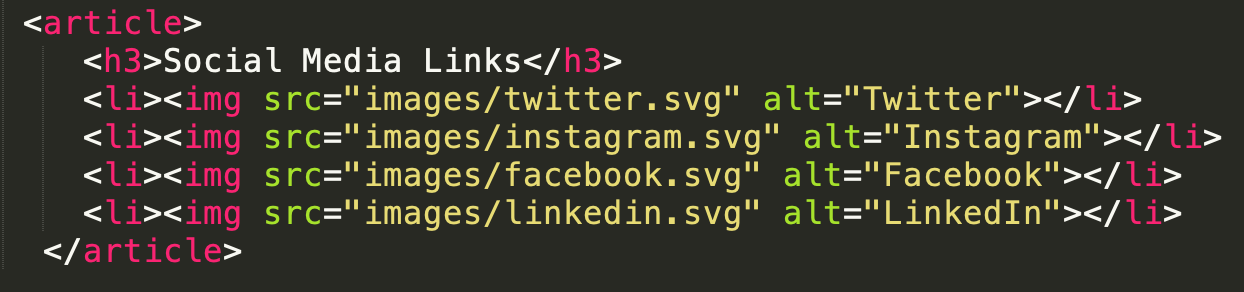 <article>
<h3>Social Media Links</h3>
<li><img src="images/twitter.svg" alt="Twitter"></li>
<li><img src="images/instagram.svg" alt="Instagram"></li>
<li><img src="images/facebook.svg" alt="Facebook"></li>
<li><img src="images/linkedin.svg" alt="LinkedIn"></li>
</article>